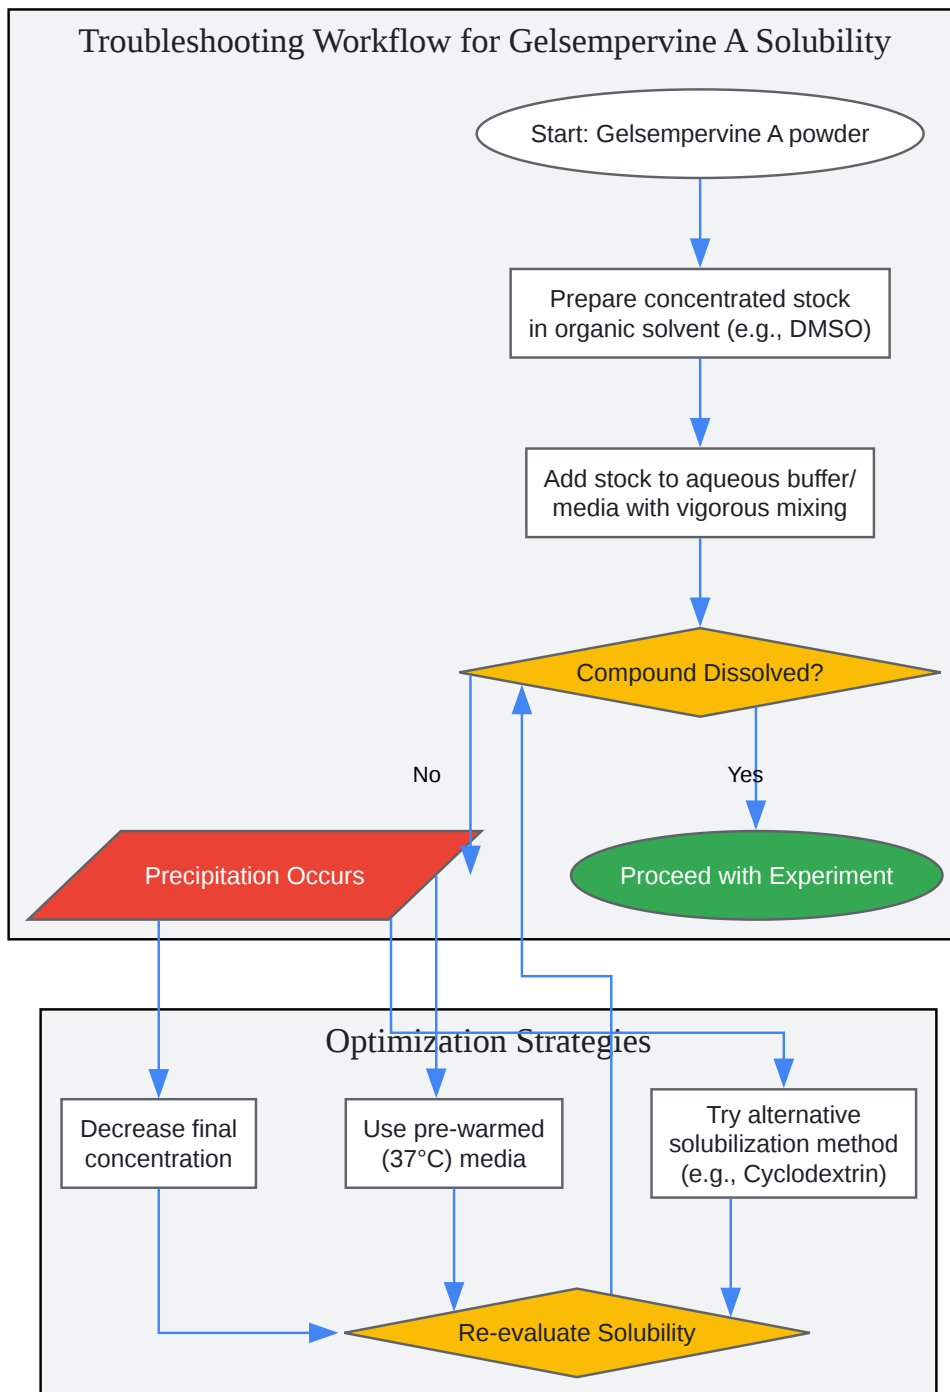 Troubleshooting Workflow for Gelsempervine A Solubility
Start: Gelsempervine A powder
Prepare concentrated stock
in organic solvent (e.g., DMSO)
Add stock to aqueous buffer/
media with vigorous mixing
Compound Dissolved?
No
Yes
Precipitation Occurs
Proceed with Experiment
Optimization Strategies
Decrease final
concentration
Use pre-warmed
(37°C) media
Try alternative
solubilization method
(e.g., Cyclodextrin)
Re-evaluate Solubility